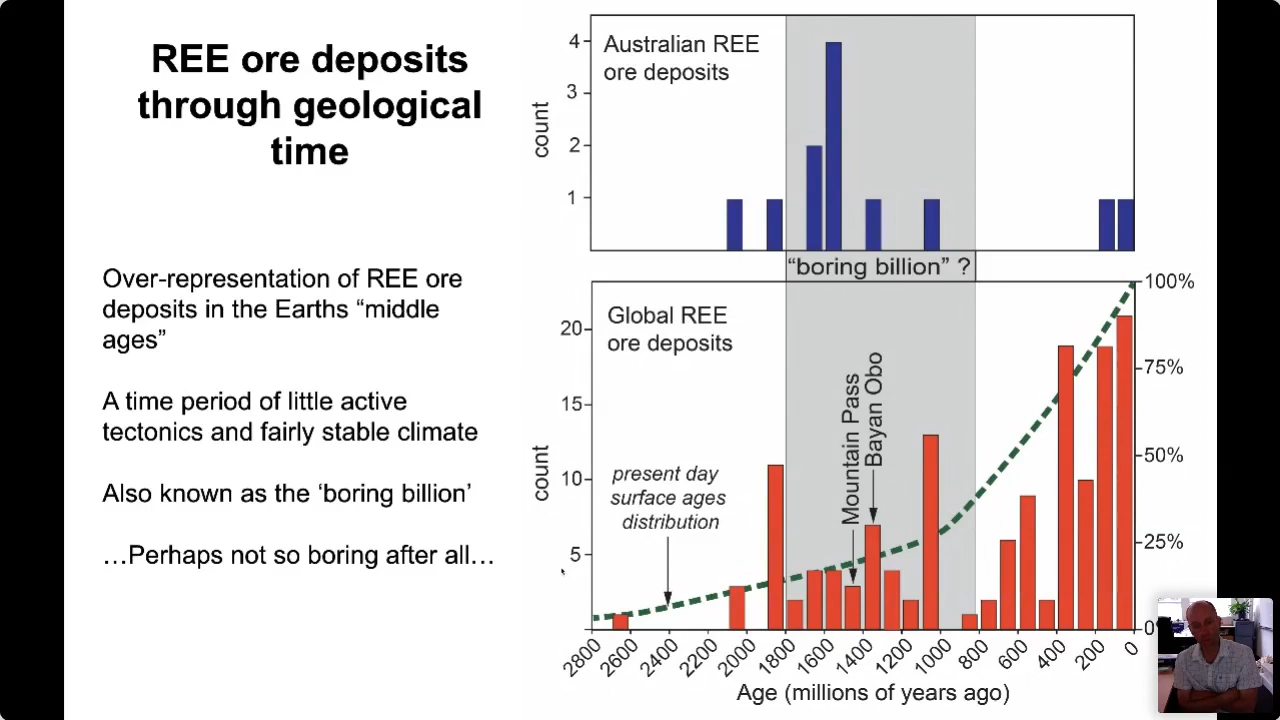 REE ore deposits
through geological
time
Over-representation of REE ore
deposits in the Earths “middle
ages”
A time period of little active
tectonics and fairly stable climate
Also known as the ‘boring billion’
…Perhaps not so boring after all…
Australian REE
ore deposits
count
4
3
2
1
“boring billion” ?
Global REE
ore deposits
count
20
15
10
5
present day
surface ages
distribution
Mountain Pass
Bayan Obo
100%
75%
50%
25%
2800 2600 2400 2200 2000 1800 1600 1400 1200 1000 800 600 400 200 0
Age (millions of years ago)